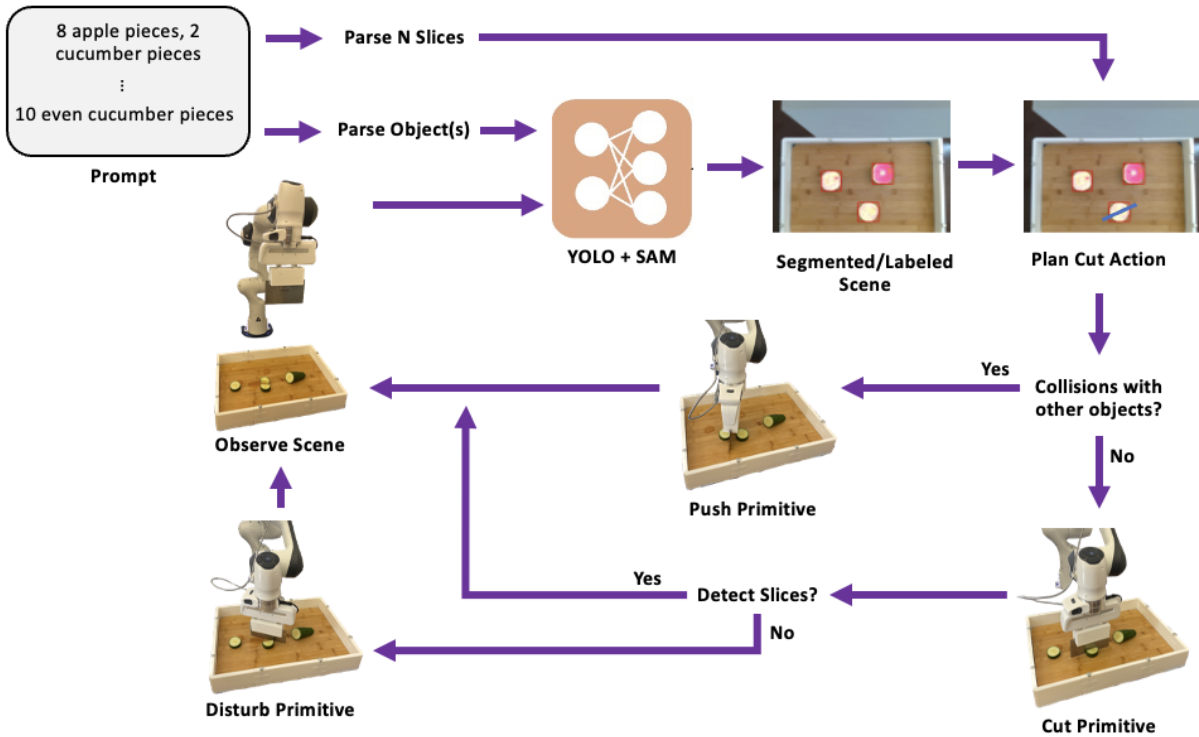 8 apple pieces, 2
cucumber pieces
⋮
10 even cucumber pieces
Prompt
Parse N Slices
Parse Object(s)
YOLO + SAM
Segmented/Labeled
Scene
Plan Cut Action
Observe Scene
Yes
Collisions with
other objects?
No
Push Primitive
Yes
Detect Slices?
No
Disturb Primitive
Cut Primitive